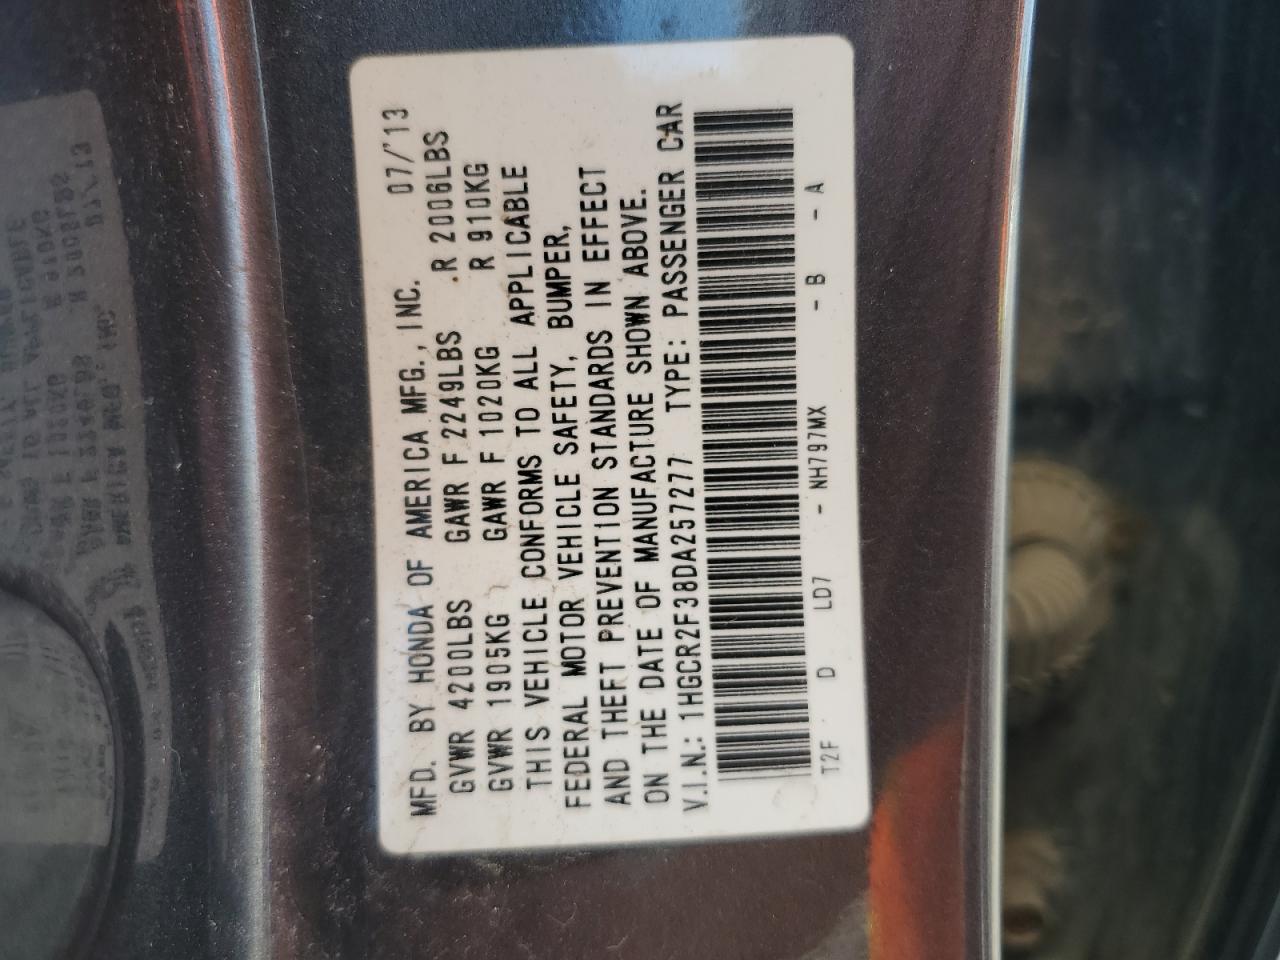 MFD. BY HONDA OF AMERICA MFG., INC. 07/'13
GVWR 4200LBS GAWR F 2249LBS R 2006LBS
GVWR 1905KG GAWR F 1020KG R 910KG
THIS VEHICLE CONFORMS TO ALL APPLICABLE
FEDERAL MOTOR VEHICLE SAFETY, BUMPER,
AND THEFT PREVENTION STANDARDS IN EFFECT
ON THE DATE OF MANUFACTURE SHOWN ABOVE.
V.I.N.: 1HGCR2F38DA257277 TYPE: PASSENGER CAR
T2F D LD7 - NH797MX - B - A